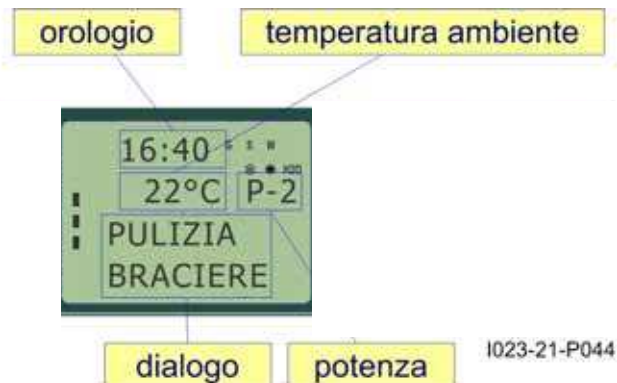 orologio temperatura ambiente
16:40
22°C P-2
PULIZIA
BRACIERE
dialogo potenza I023-21-P044